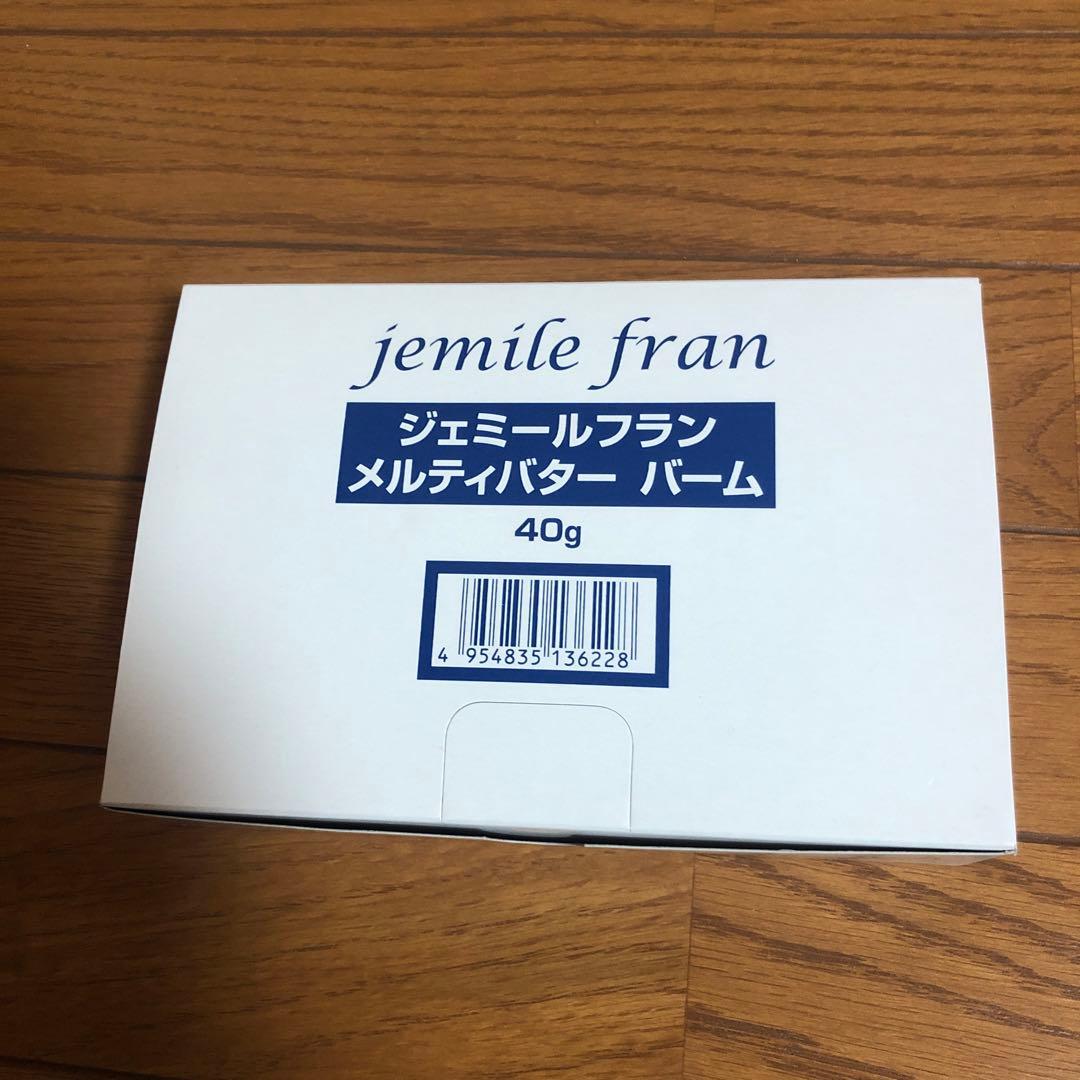 jemile fran
ジェミールフラン
メルティバター バーム
40g
4 954835 136228